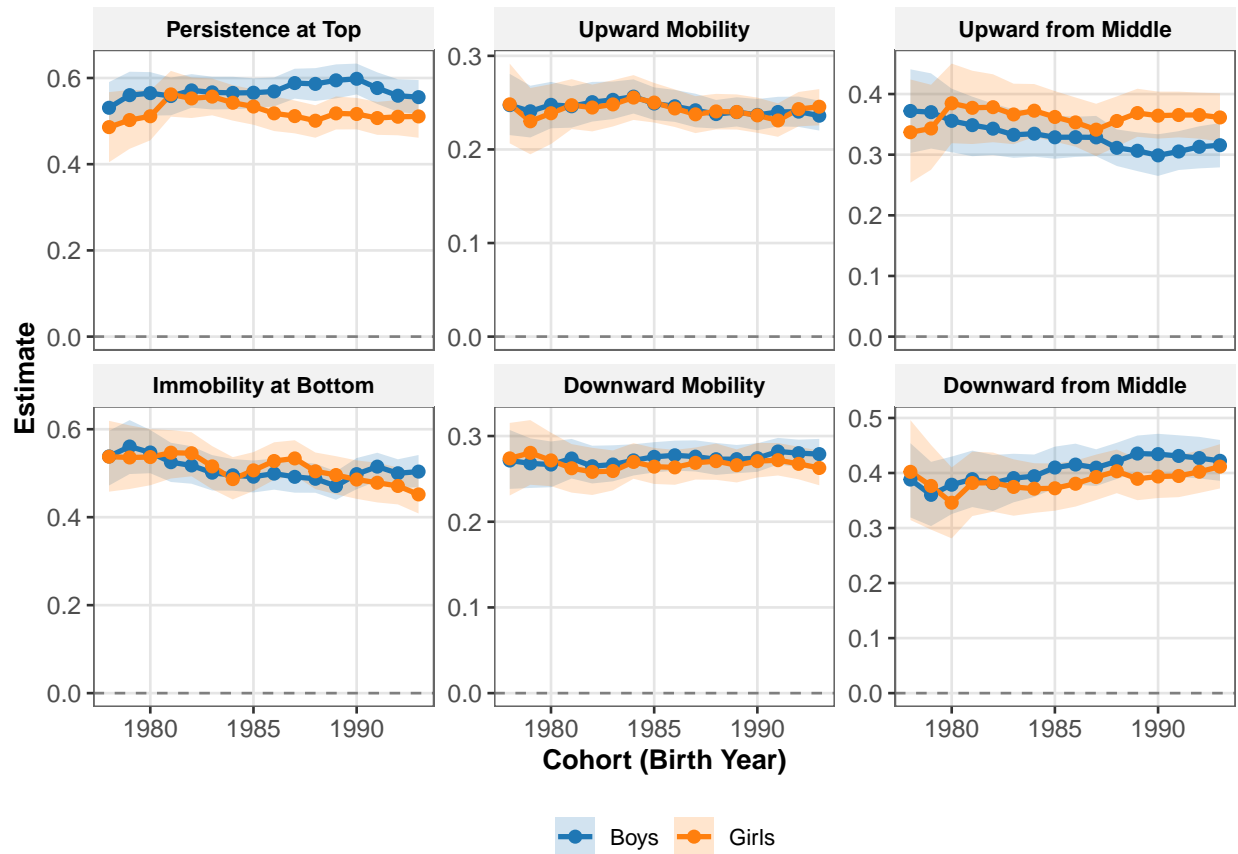 Persistence at Top
Upward Mobility
Upward from Middle
0.6
0.4
0.2
0.0
0.3
0.2
0.1
0.0
0.4
0.3
0.2
0.1
0.0
Estimate
Immobility at Bottom
Downward Mobility
Downward from Middle
0.6
0.4
0.2
0.0
0.3
0.2
0.1
0.0
0.5
0.4
0.3
0.2
0.1
0.0
1980 1985 1990
1980 1985 1990
1980 1985 1990
Cohort (Birth Year)
Boys Girls